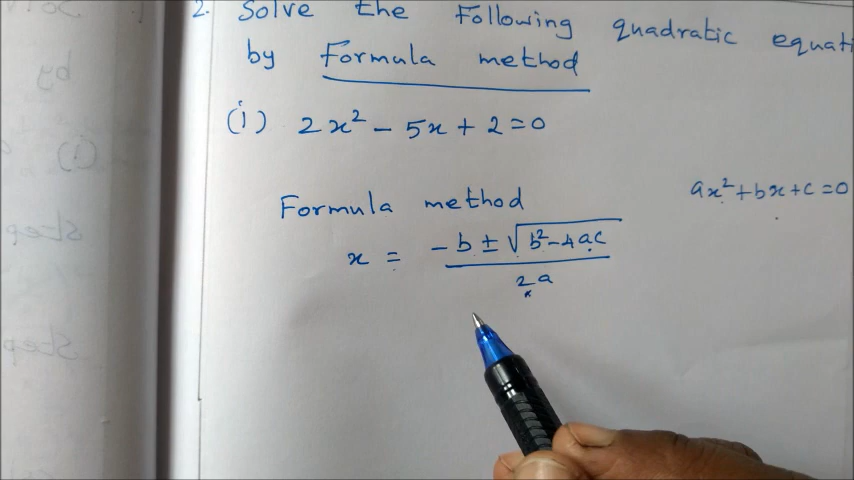 2. Solve the Following quadratic equati
by Formula method
(i) 2x² - 5x + 2 = 0
Formula method
ax² + bx + c = 0
x = -b ± √b² - 4ac / 2a